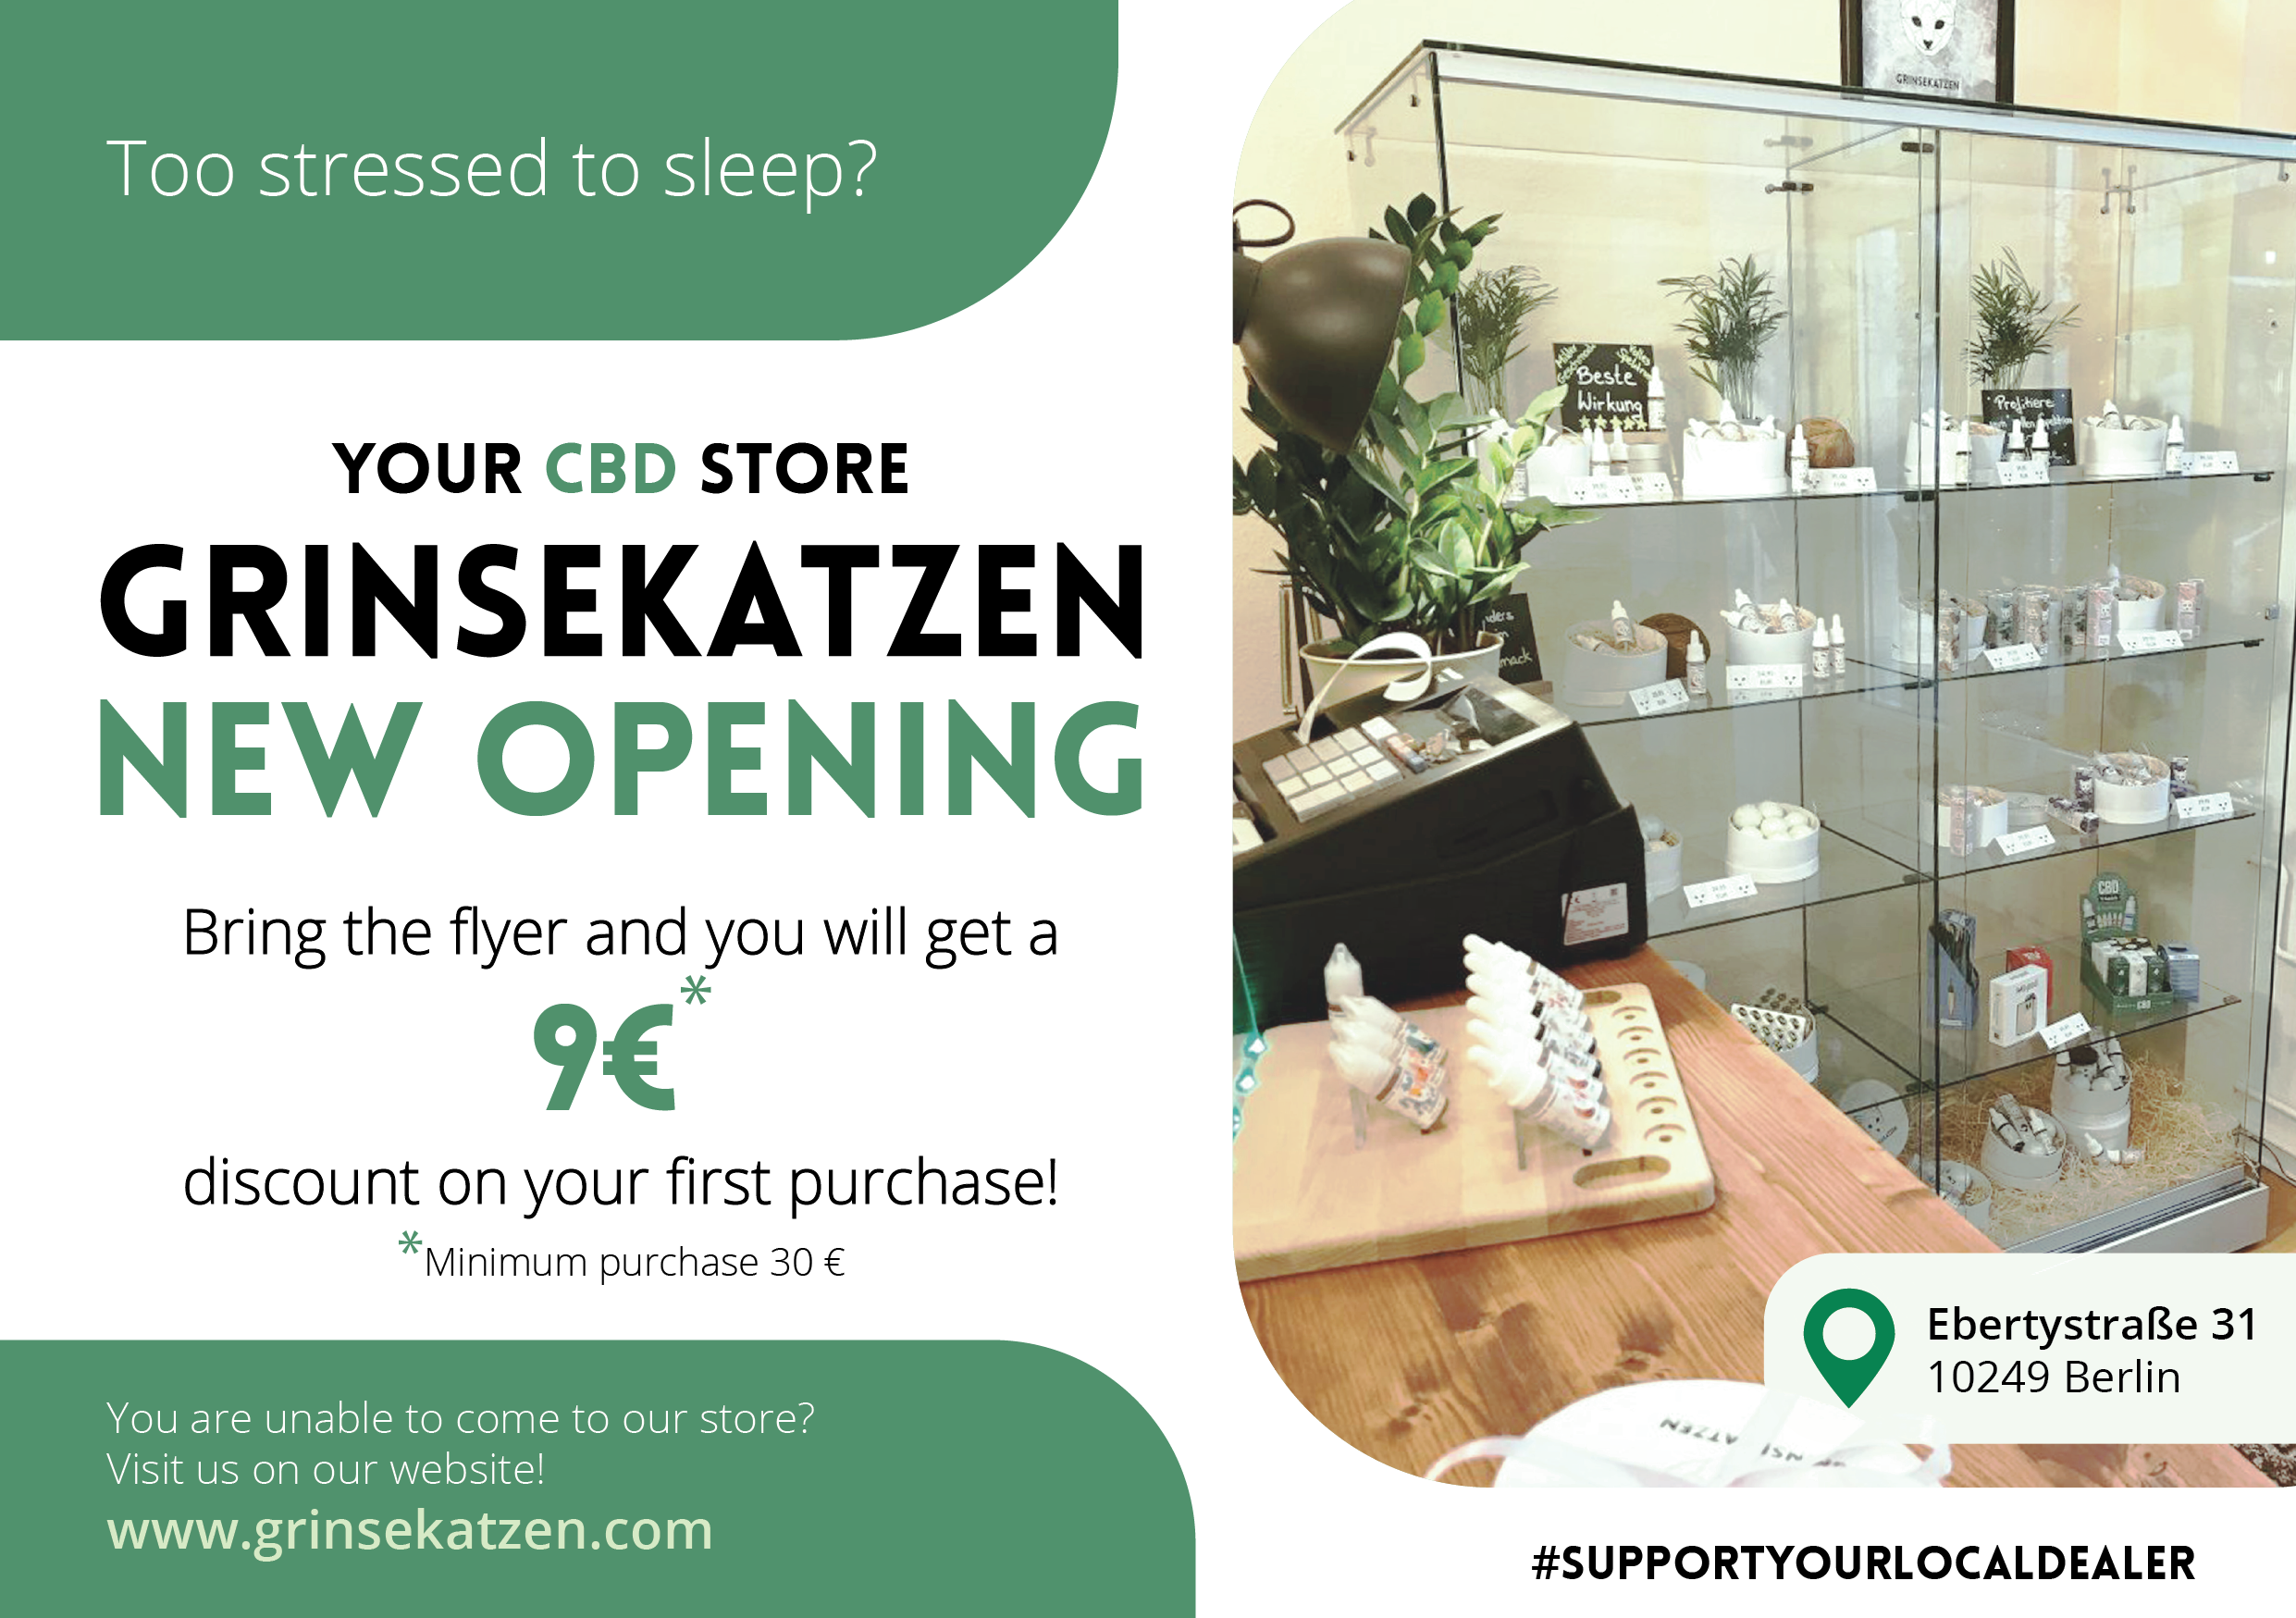 Too stressed to sleep?
YOUR CBD STORE
GRINSEKATZEN
NEW OPENING
Bring the flyer and you will get a
9€*
discount on your first purchase!
*Minimum purchase 30 €
You are unable to come to our store?
Visit us on our website!
www.grinsekatzen.com
GRINSEKATZEN
Beste
Wirkung
Profitiere
CBD
Ebertystraße 31
10249 Berlin
#SUPPORTYOURLOCALDEALER